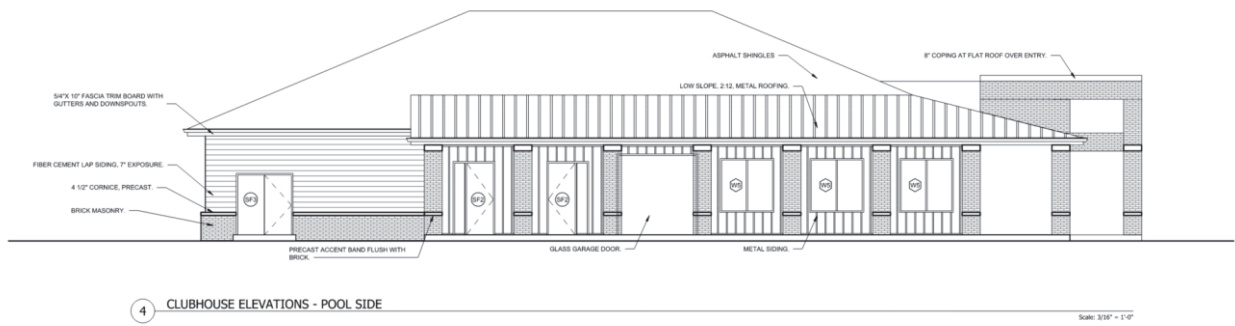 ASPHALT SHINGLES
8" COPING AT FLAT ROOF OVER ENTRY.
5/4"X 10" FASCIA TRIM BOARD WITH
GUTTERS AND DOWNSPOUTS.
LOW SLOPE, 2:12, METAL ROOFING.
FIBER CEMENT LAP SIDING, 7" EXPOSURE.
4 1/2" CORNICE, PRECAST.
BRICK MASONRY.
SF3
SF2
SF2
W5
W5
W5
PRECAST ACCENT BAND FLUSH WITH
BRICK.
GLASS GARAGE DOOR.
METAL SIDING.
4
CLUBHOUSE ELEVATIONS - POOL SIDE
Scale: 3/16" = 1'-0"